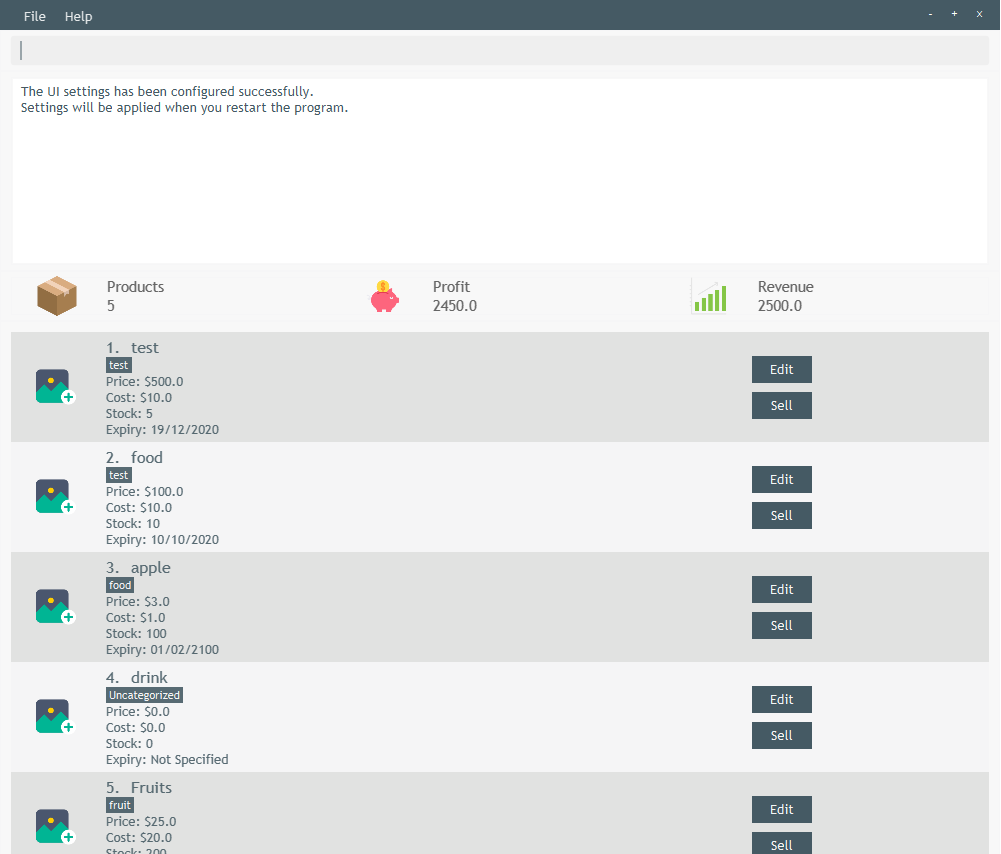 File Help - + x
The UI settings has been configured successfully.
Settings will be applied when you restart the program.
Products Profit Revenue
5 2450.0 2500.0
1. test
test
Price: $500.0
Cost: $10.0
Stock: 5
Expiry: 19/12/2020
Edit
Sell
2. food
test
Price: $100.0
Cost: $10.0
Stock: 10
Expiry: 10/10/2020
Edit
Sell
3. apple
food
Price: $3.0
Cost: $1.0
Stock: 100
Expiry: 01/02/2100
Edit
Sell
4. drink
Uncategorized
Price: $0.0
Cost: $0.0
Stock: 0
Expiry: Not Specified
Edit
Sell
5. Fruits
fruit
Price: $25.0
Cost: $20.0
Stock: 200
Edit
Sell